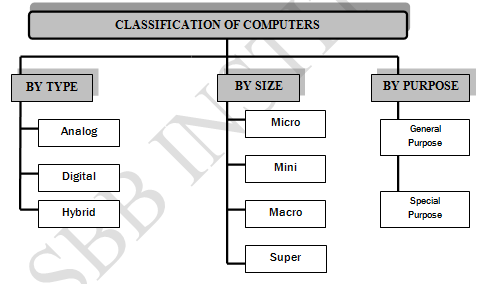 CLASSIFICATION OF COMPUTERS
BY TYPE
Analog
Digital
Hybrid
BY SIZE
Micro
Mini
Macro
Super
BY PURPOSE
General
Purpose
Special
Purpose
SBB INSTI